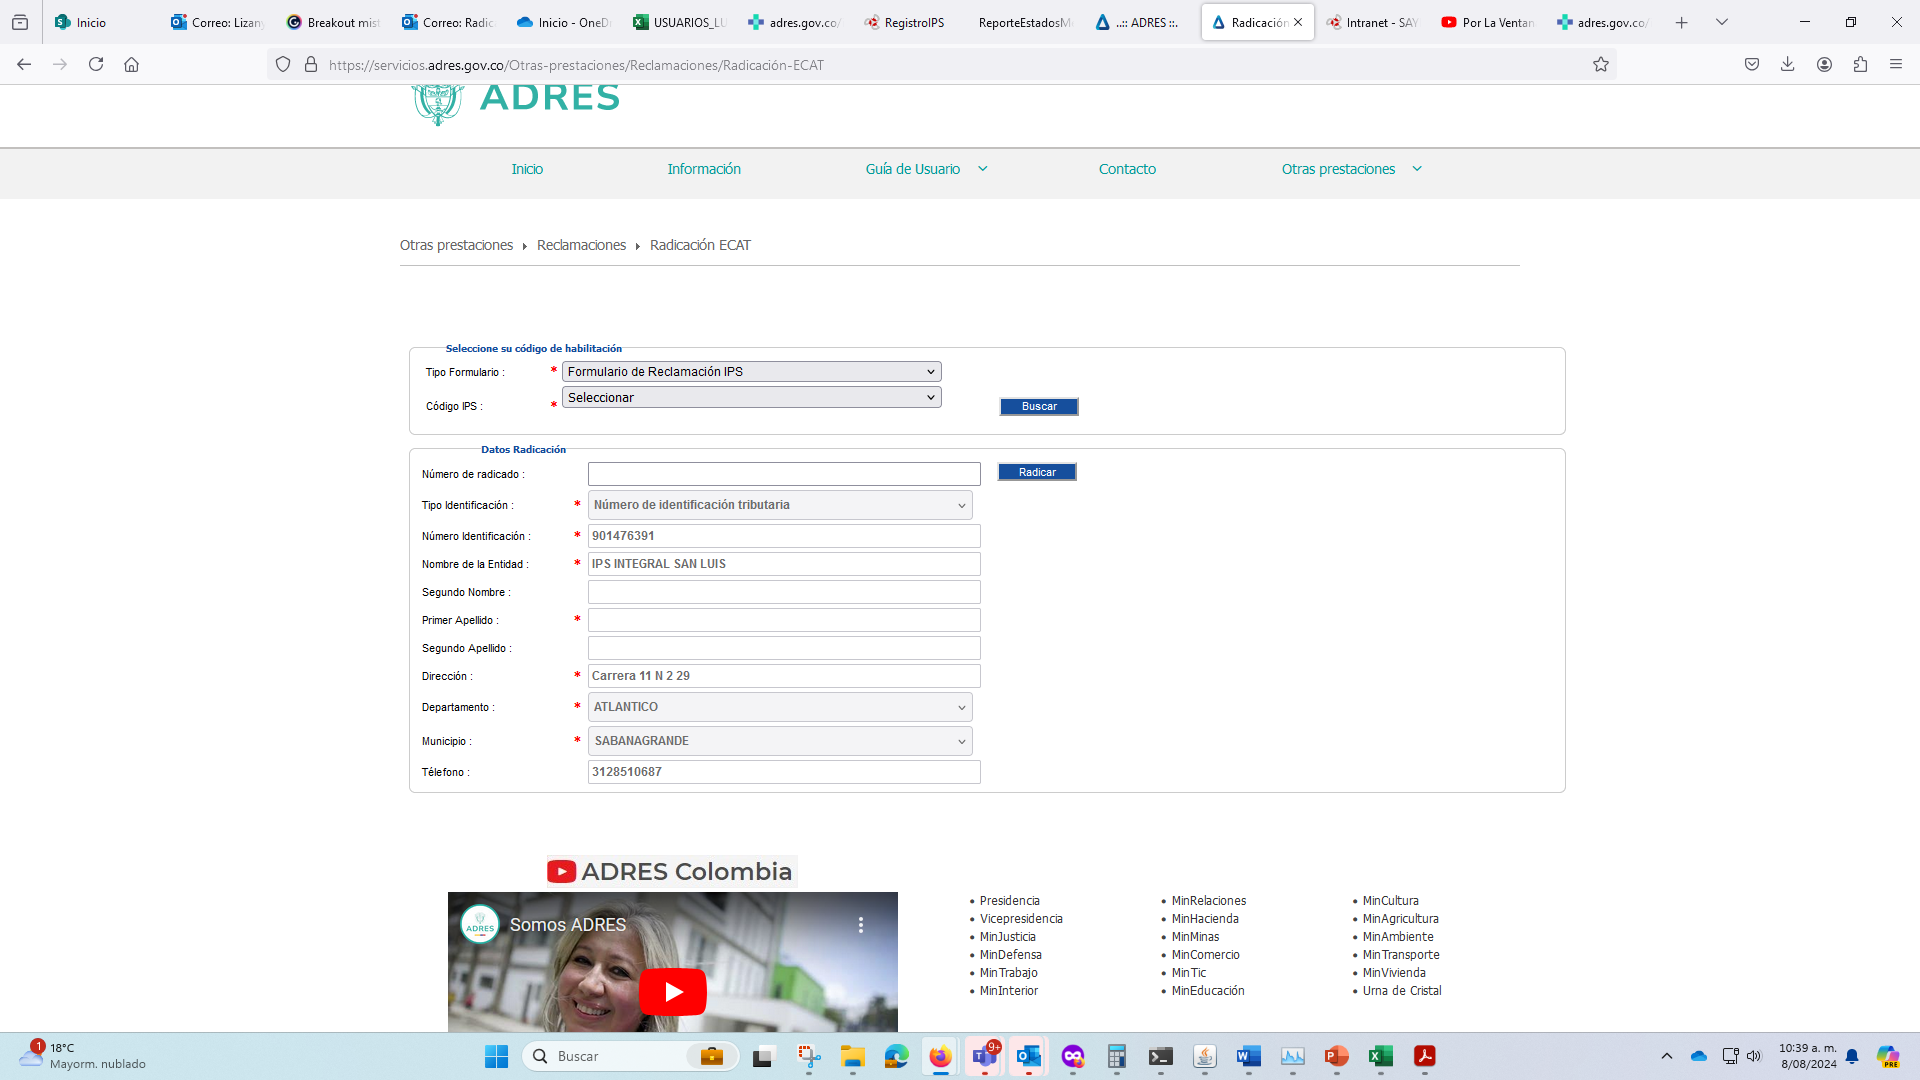 Inicio
Correo: Lizan
Breakout mist
Correo: Radic
Inicio - OneDr
USUARIOS_LU
adres.gov.co/
RegistroIPS
ReporteEstadosM
..:: ADRES ::.
Radicación
Intranet - SAY
Por La Ventan
adres.gov.co/
https://servicios.adres.gov.co/Otras-prestaciones/Reclamaciones/Radicación-ECAT
ADRES
Inicio
Información
Guía de Usuario
Contacto
Otras prestaciones
Otras prestaciones
Reclamaciones
Radicación ECAT
Seleccione su código de habilitación
Tipo Formulario : * Formulario de Reclamación IPS
Código IPS : * Seleccionar
Buscar
Datos Radicación
Número de radicado :
Radicar
Tipo Identificación : * Número de identificación tributaria
Número Identificación : * 901476391
Nombre de la Entidad : * IPS INTEGRAL SAN LUIS
Segundo Nombre :
Primer Apellido : *
Segundo Apellido :
Dirección : * Carrera 11 N 2 29
Departamento : * ATLANTICO
Municipio : * SABANAGRANDE
Télefono : 3128510687
ADRES Colombia
ADRES
Somos ADRES
• Presidencia
• Vicepresidencia
• MinJusticia
• MinDefensa
• MinTrabajo
• MinInterior
• MinRelaciones
• MinHacienda
• MinMinas
• MinComercio
• MinTic
• MinEducación
• MinCultura
• MinAgricultura
• MinAmbiente
• MinTransporte
• MinVivienda
• Urna de Cristal
1
18°C
Mayorm. nublado
Buscar
9+
10:39 a. m.
8/08/2024
PRE